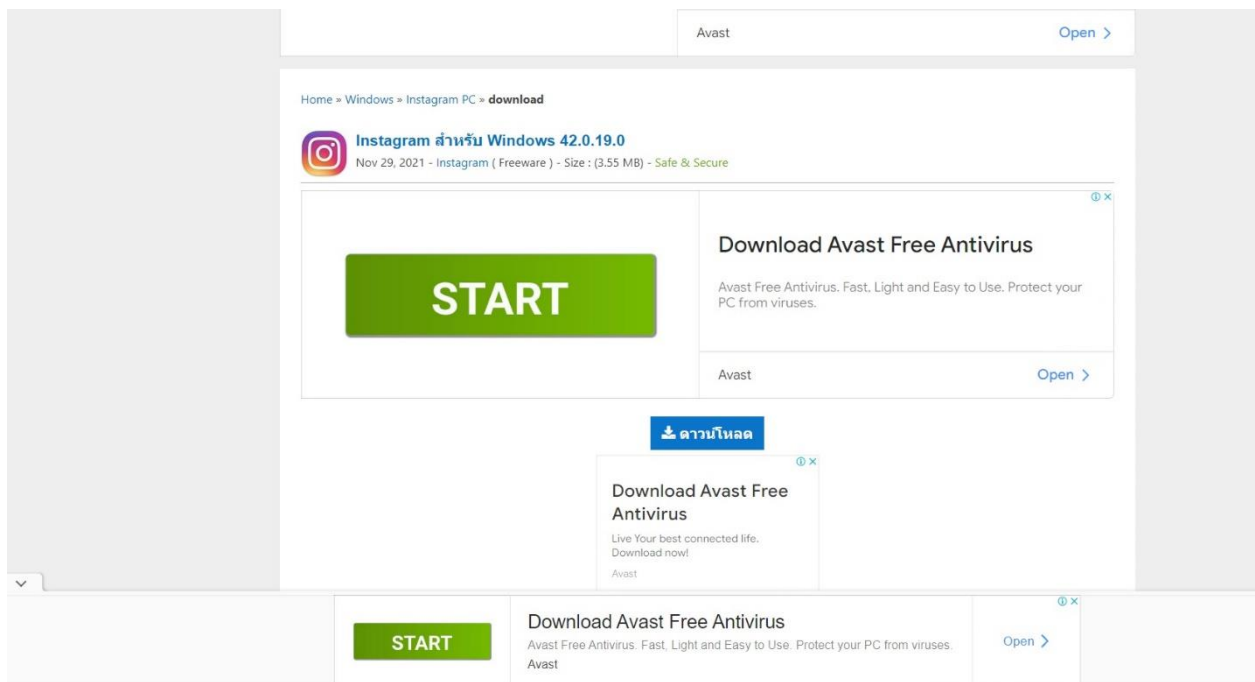 Avast
Open >
Home » Windows » Instagram PC » download
Instagram สำหรับ Windows 42.0.19.0
Nov 29, 2021 - Instagram ( Freeware ) - Size : (3.55 MB) - Safe & Secure
START
Download Avast Free Antivirus
Avast Free Antivirus. Fast, Light and Easy to Use. Protect your
PC from viruses.
Avast
Open >
ดาวน์โหลด
Download Avast Free
Antivirus
Live Your best connected life.
Download now!
Avast
START
Download Avast Free Antivirus
Avast Free Antivirus. Fast, Light and Easy to Use. Protect your PC from viruses.
Avast
Open >